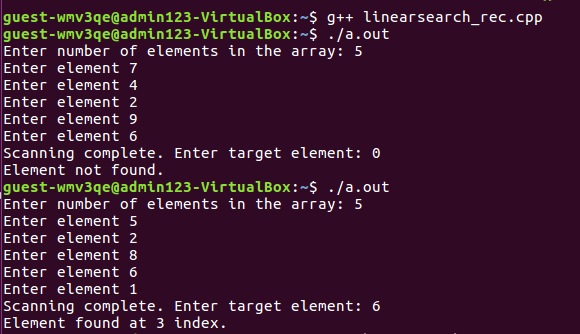 guest-wmv3qe@admin123-VirtualBox:~$ g++ linearsearch_rec.cpp
guest-wmv3qe@admin123-VirtualBox:~$ ./a.out
Enter number of elements in the array: 5
Enter element 7
Enter element 4
Enter element 2
Enter element 9
Enter element 6
Scanning complete. Enter target element: 0
Element not found.
guest-wmv3qe@admin123-VirtualBox:~$ ./a.out
Enter number of elements in the array: 5
Enter element 5
Enter element 2
Enter element 8
Enter element 6
Enter element 1
Scanning complete. Enter target element: 6
Element found at 3 index.